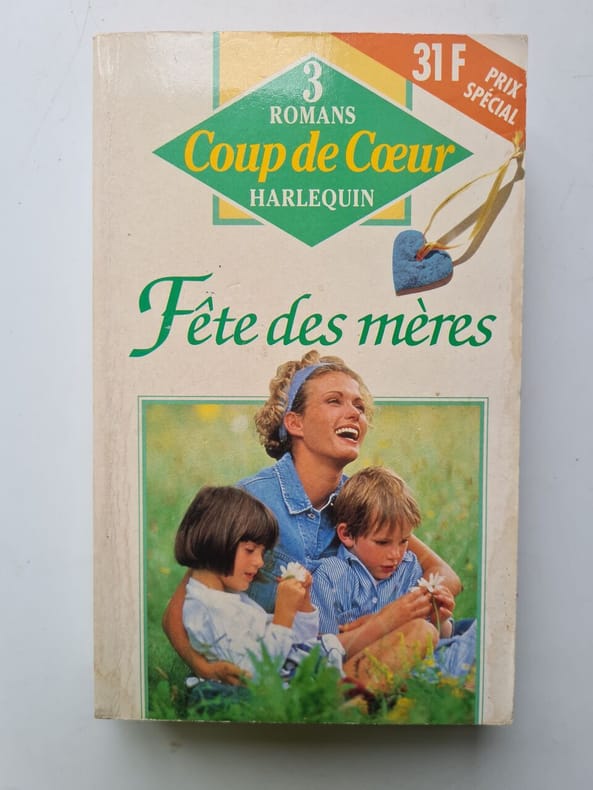 3
ROMANS
Coup de Cœur
HARLEQUIN
31 F
PRIX
SPÉCIAL
Fête des mères